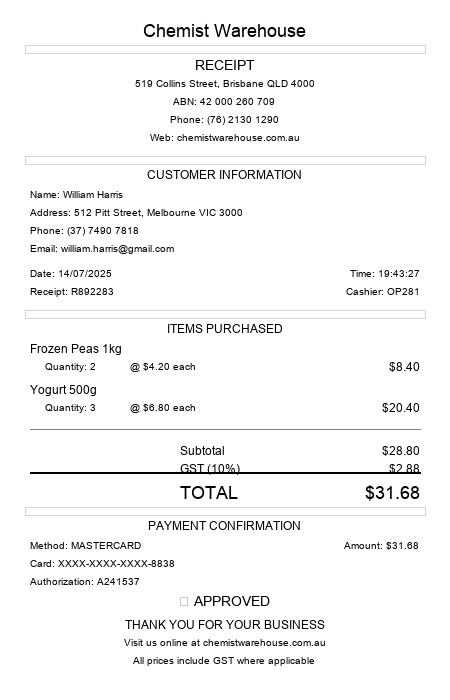 Chemist Warehouse
RECEIPT
519 Collins Street, Brisbane QLD 4000
ABN: 42 000 260 709
Phone: (76) 2130 1290
Web: chemistwarehouse.com.au
CUSTOMER INFORMATION
Name: William Harris
Address: 512 Pitt Street, Melbourne VIC 3000
Phone: (37) 7490 7818
Email: william.harris@gmail.com
Date: 14/07/2025 Time: 19:43:27
Receipt: R892283 Cashier: OP281
ITEMS PURCHASED
Frozen Peas 1kg
Quantity: 2 @ $4.20 each $8.40
Yogurt 500g
Quantity: 3 @ $6.80 each $20.40
Subtotal $28.80
GST (10%) $2.88
TOTAL $31.68
PAYMENT CONFIRMATION
Method: MASTERCARD Amount: $31.68
Card: XXXX-XXXX-XXXX-8838
Authorization: A241537
APPROVED
THANK YOU FOR YOUR BUSINESS
Visit us online at chemistwarehouse.com.au
All prices include GST where applicable